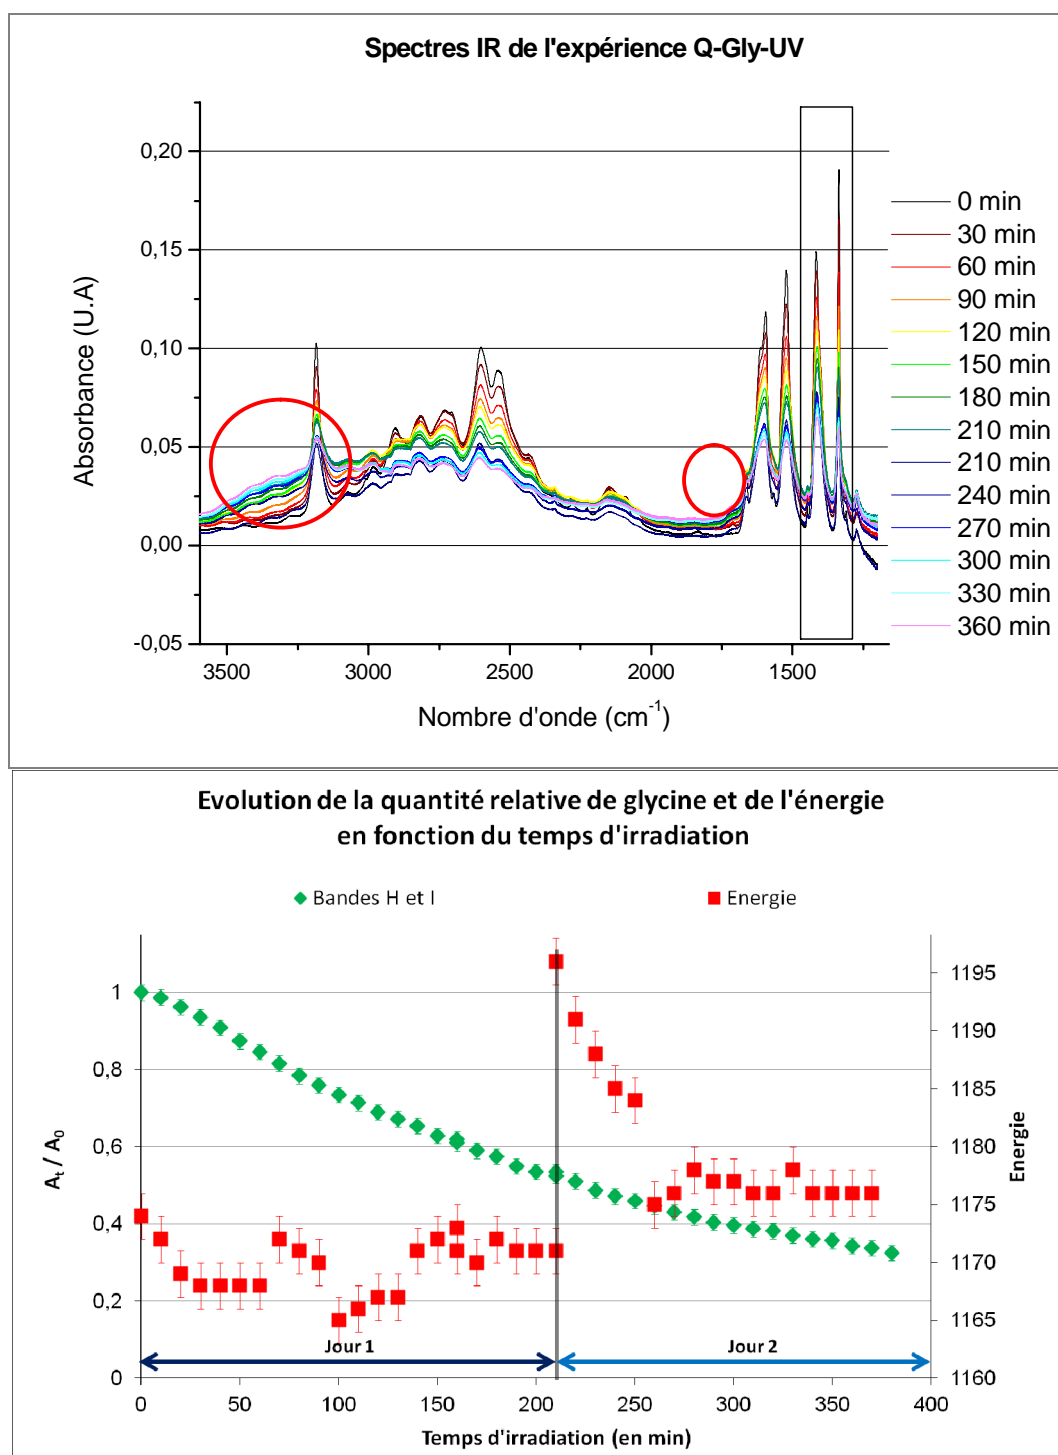 Spectres IR de l'expérience Q-Gly-UV
0,20
0,15
0,10
0,05
0,00
-0,05
Absorbance (U.A)
3500
3000
2500
2000
1500
Nombre d'onde (cm⁻¹)
0 min
30 min
60 min
90 min
120 min
150 min
180 min
210 min
210 min
240 min
270 min
300 min
330 min
360 min
Evolution de la quantité relative de glycine et de l'énergie
en fonction du temps d'irradiation
Bandes H et I
Energie
1
0,8
0,6
0,4
0,2
0
A_t / A_0
1195
1190
1185
1180
1175
1170
1165
1160
Energie
Jour 1
Jour 2
0
50
100
150
200
250
300
350
400
Temps d'irradiation (en min)